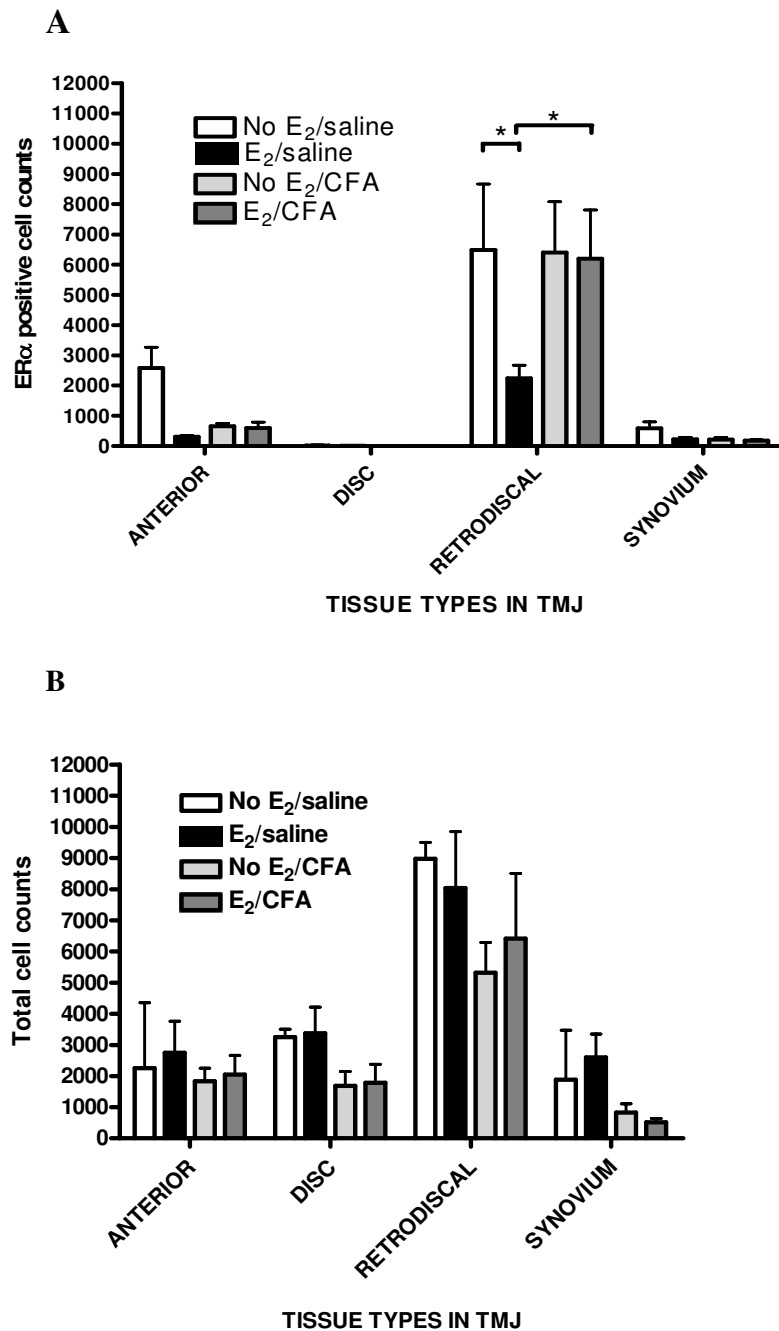 A
12000
11000
10000
9000
8000
7000
6000
5000
4000
3000
2000
1000
0
ERα positive cell counts
No E₂/saline
E₂/saline
No E₂/CFA
E₂/CFA
*
*
ANTERIOR
DISC
RETRODISCAL
SYNOVIUM
TISSUE TYPES IN TMJ
B
12000
11000
10000
9000
8000
7000
6000
5000
4000
3000
2000
1000
0
Total cell counts
No E₂/saline
E₂/saline
No E₂/CFA
E₂/CFA
ANTERIOR
DISC
RETRODISCAL
SYNOVIUM
TISSUE TYPES IN TMJ